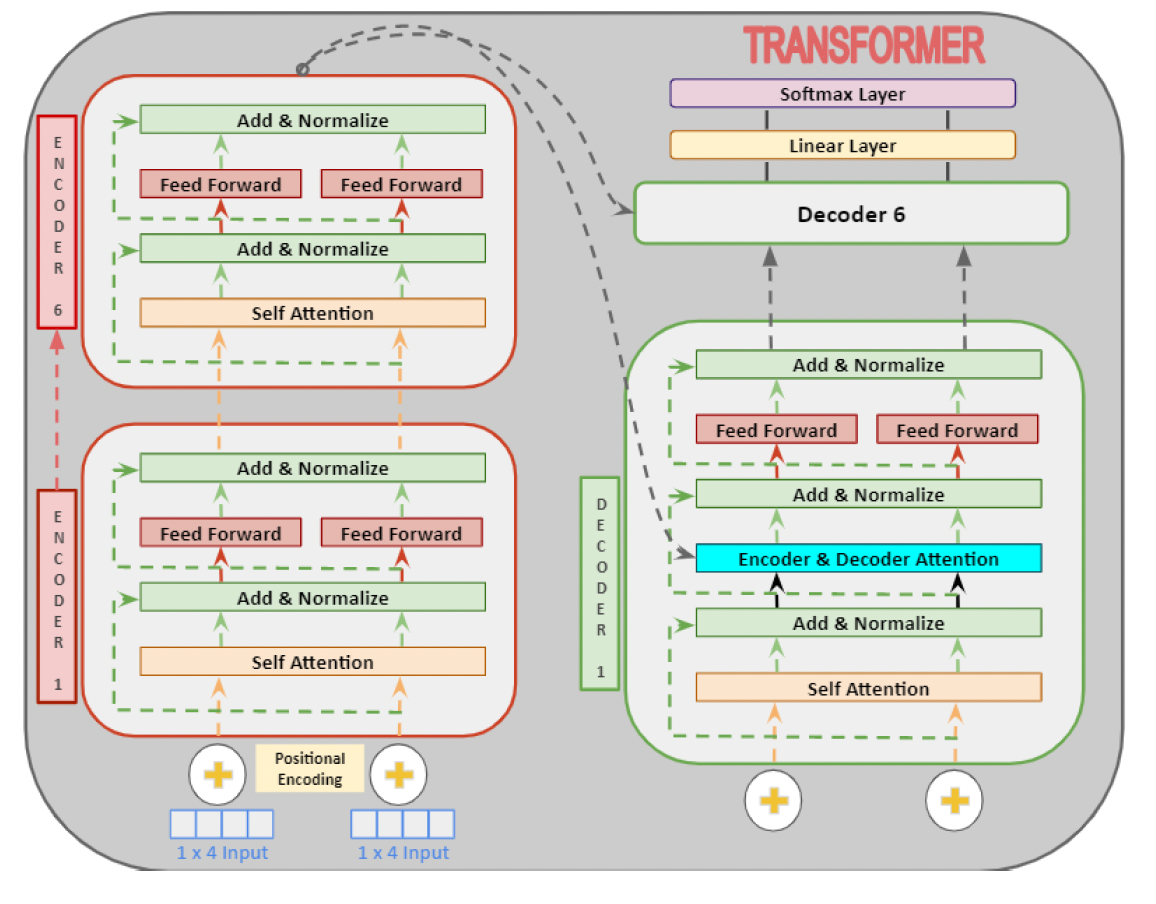 TRANSFORMER
Softmax Layer
Linear Layer
Decoder 6
ENCODER 6
Add & Normalize
Feed Forward
Feed Forward
Add & Normalize
Self Attention
ENCODER 1
Add & Normalize
Feed Forward
Feed Forward
Add & Normalize
Self Attention
Positional
Encoding
1 x 4 Input
1 x 4 Input
DECODER 1
Add & Normalize
Feed Forward
Feed Forward
Add & Normalize
Encoder & Decoder Attention
Add & Normalize
Self Attention